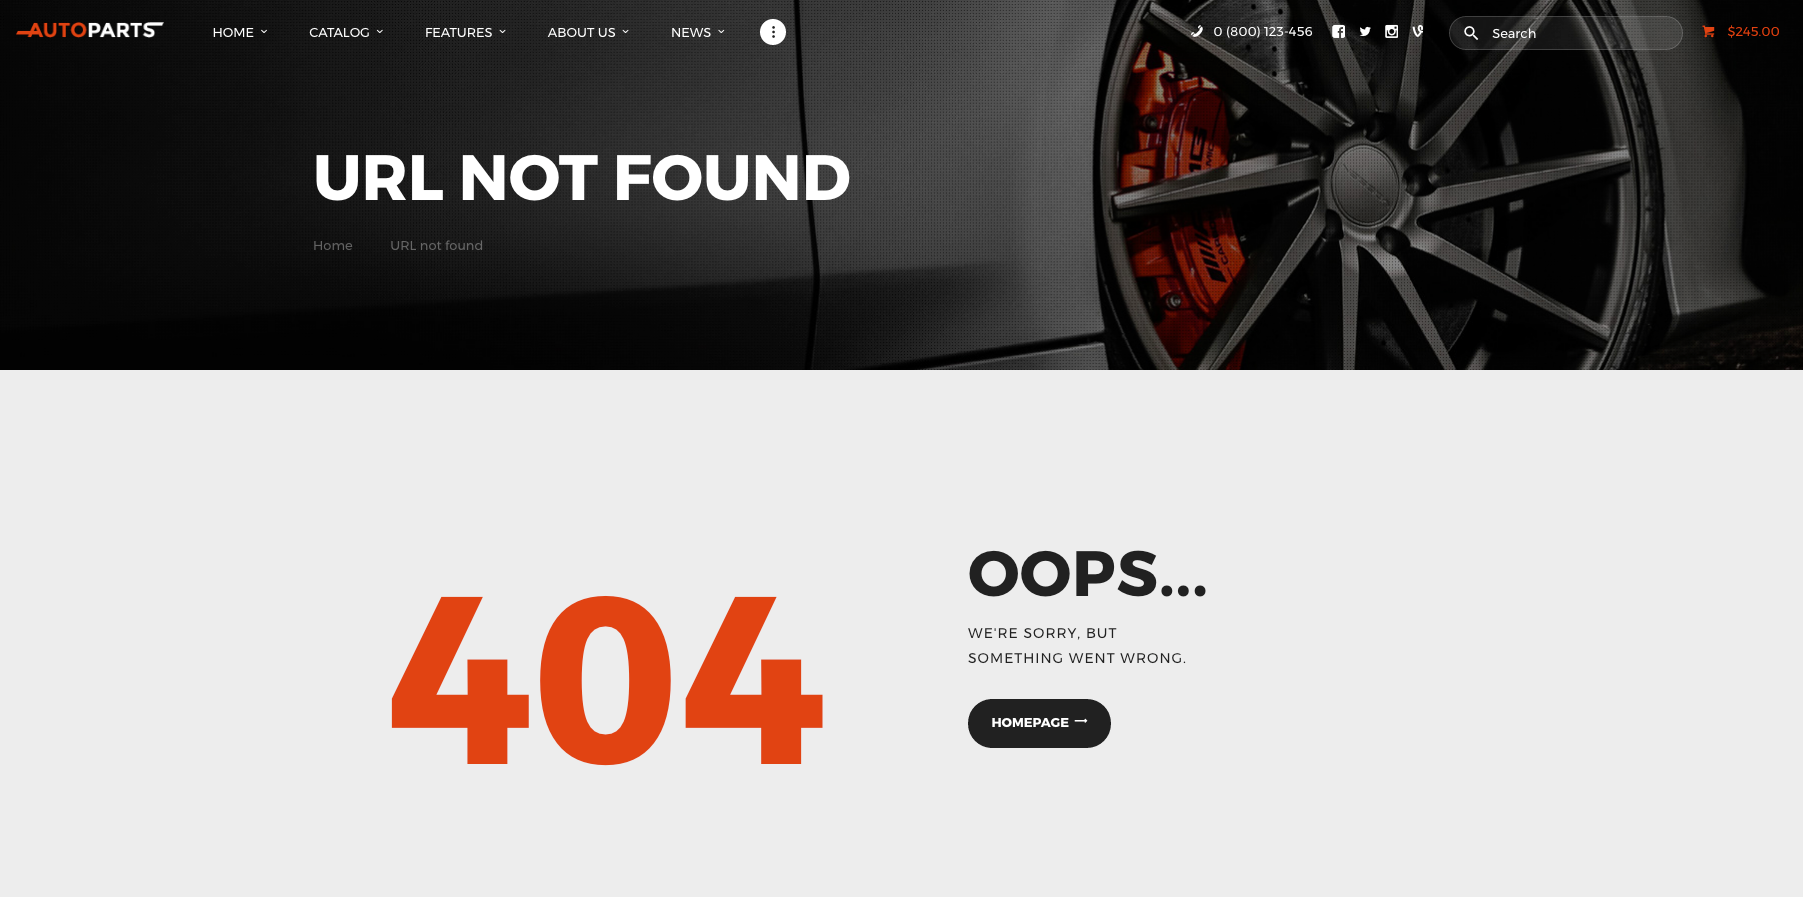 AUTOPARTS
HOME
CATALOG
FEATURES
ABOUT US
NEWS
0 (800) 123-456
Search
$245.00
URL NOT FOUND
Home URL not found
404
OOPS...
WE'RE SORRY, BUT
SOMETHING WENT WRONG.
HOMEPAGE →